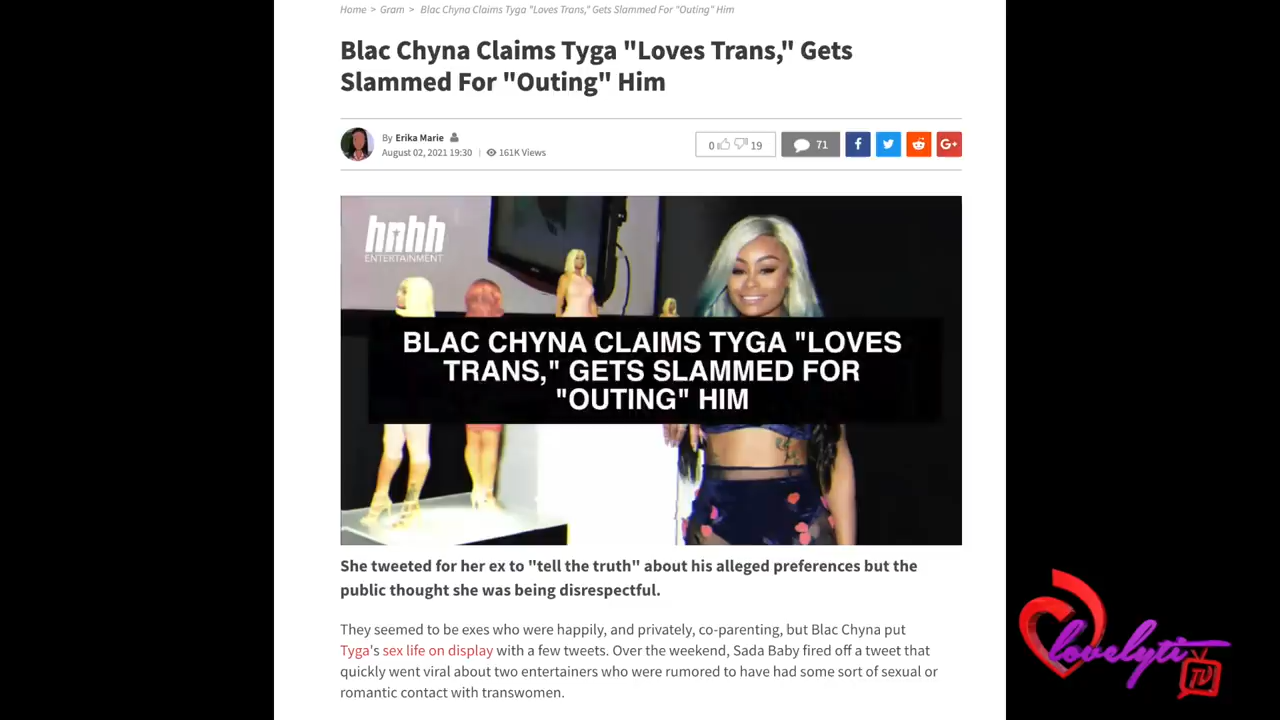 Home > Gram > Blac Chyna Claims Tyga "Loves Trans," Gets Slammed For "Outing" Him
Blac Chyna Claims Tyga "Loves Trans," Gets
Slammed For "Outing" Him
By Erika Marie
August 02, 2021 19:30 | 161K Views
0 19 71 f G+
hnhh
ENTERTAINMENT
BLAC CHYNA CLAIMS TYGA "LOVES
TRANS," GETS SLAMMED FOR
"OUTING" HIM
She tweeted for her ex to "tell the truth" about his alleged preferences but the
public thought she was being disrespectful.
They seemed to be exes who were happily, and privately, co-parenting, but Blac Chyna put
Tyga's sex life on display with a few tweets. Over the weekend, Sada Baby fired off a tweet that
quickly went viral about two entertainers who were rumored to have had some sort of sexual or
romantic contact with transwomen.
lovelyti
TV